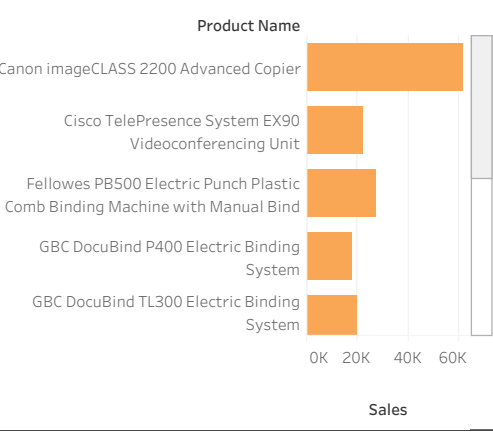 Product Name
Canon imageCLASS 2200 Advanced Copier
Cisco TelePresence System EX90
Videoconferencing Unit
Fellowes PB500 Electric Punch Plastic
Comb Binding Machine with Manual Bind
GBC DocuBind P400 Electric Binding
System
GBC DocuBind TL300 Electric Binding
System
0K 20K 40K 60K
Sales